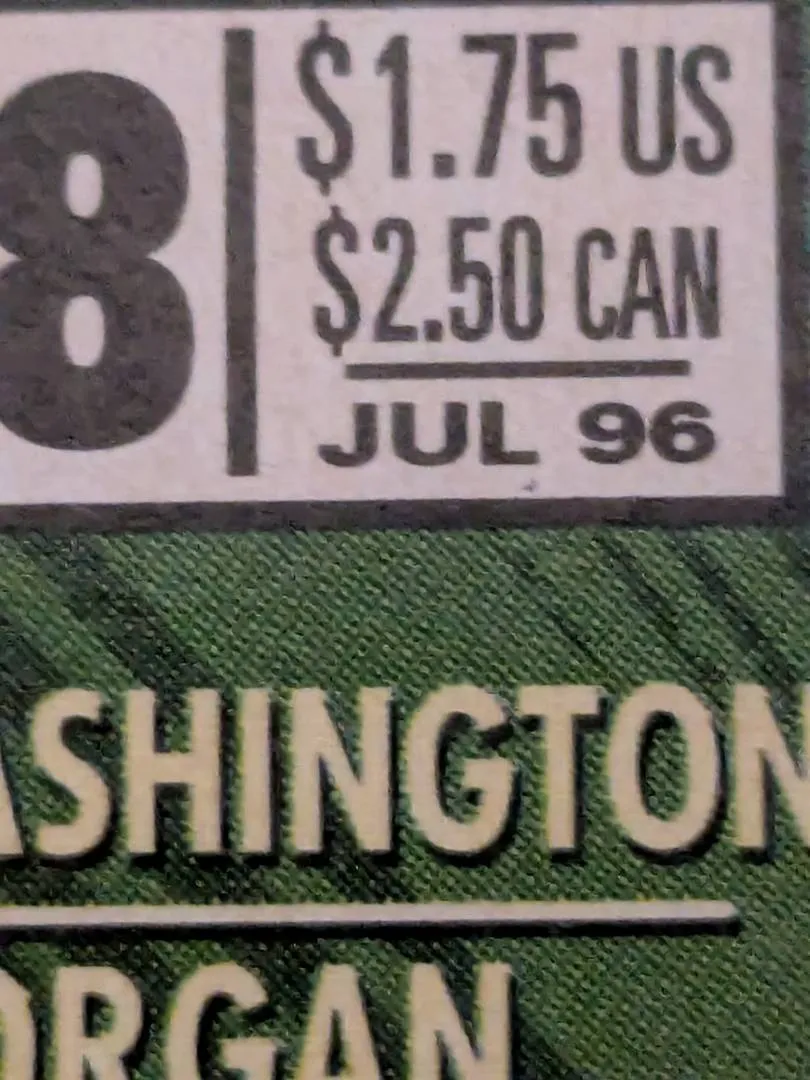 8
$1.75 US
$2.50 CAN
JUL 96
ASHINGTON
ORGAN